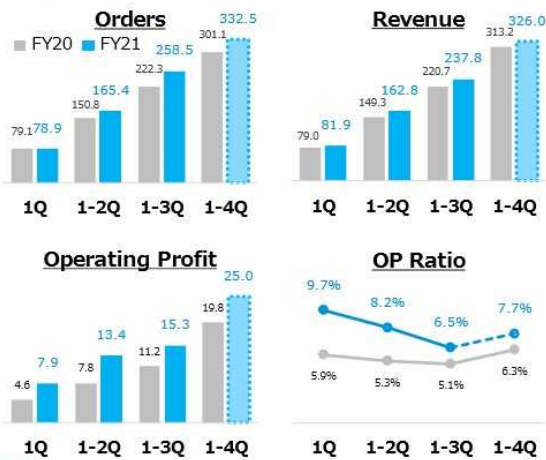 Orders
FY20 FY21
79.1 78.9 150.8 165.4 222.3 258.5 301.1 332.5
1Q 1-2Q 1-3Q 1-4Q
Revenue
79.0 81.9 149.3 162.8 220.7 237.8 313.2 326.0
1Q 1-2Q 1-3Q 1-4Q
Operating Profit
4.6 7.9 7.8 13.4 11.2 15.3 19.8 25.0
1Q 1-2Q 1-3Q 1-4Q
OP Ratio
9.7% 8.2% 6.5% 7.7%
5.9% 5.3% 5.1% 6.3%
1Q 1-2Q 1-3Q 1-4Q